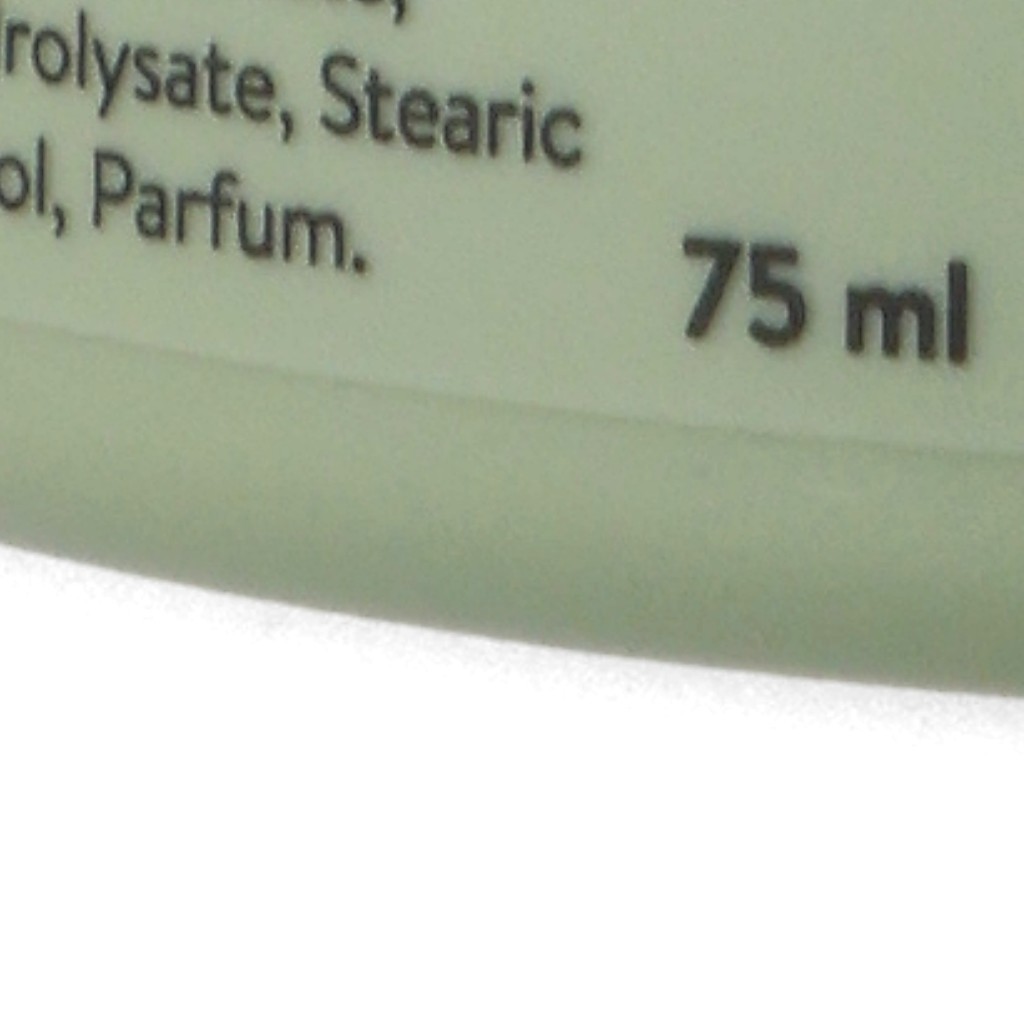 rolysate, Stearic
ol, Parfum.
75 ml